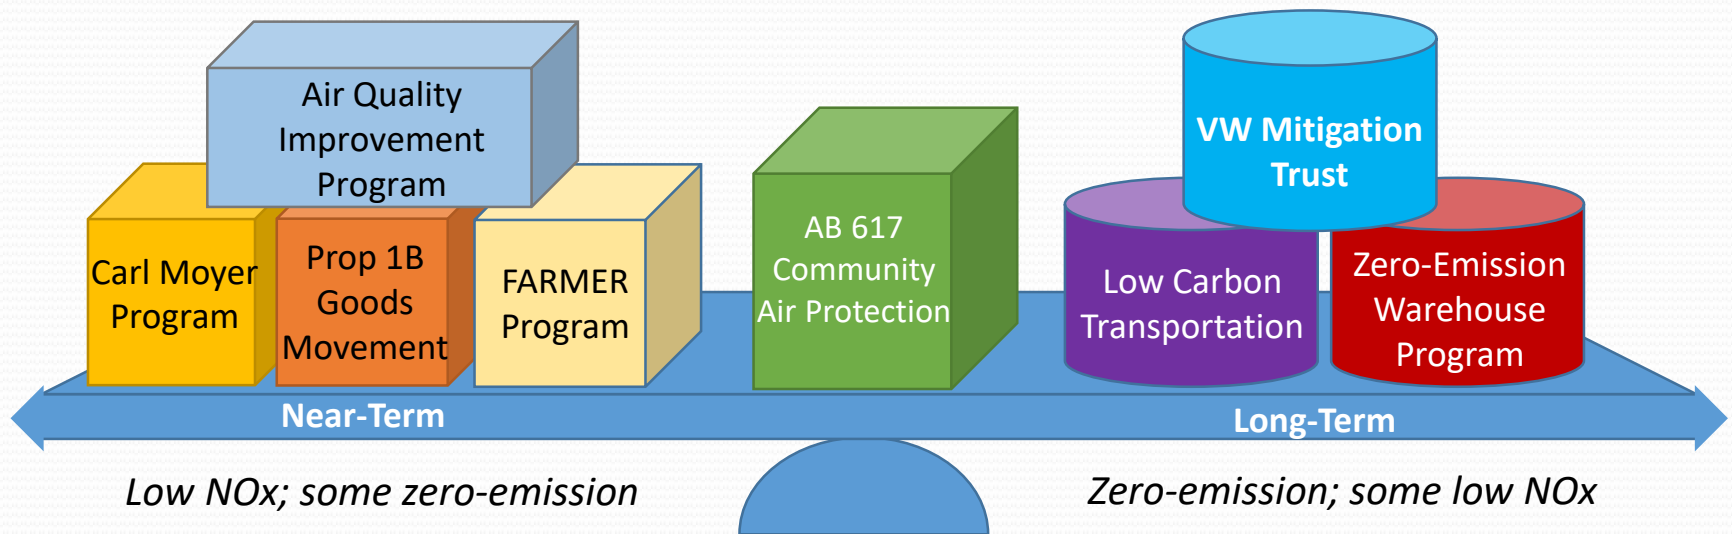 Air Quality
Improvement
Program
Carl Moyer
Program
Prop 1B
Goods
Movement
FARMER
Program
AB 617
Community
Air Protection
VW Mitigation
Trust
Low Carbon
Transportation
Zero-Emission
Warehouse
Program
Near-Term
Long-Term
Low NOx; some zero-emission
Zero-emission; some low NOx